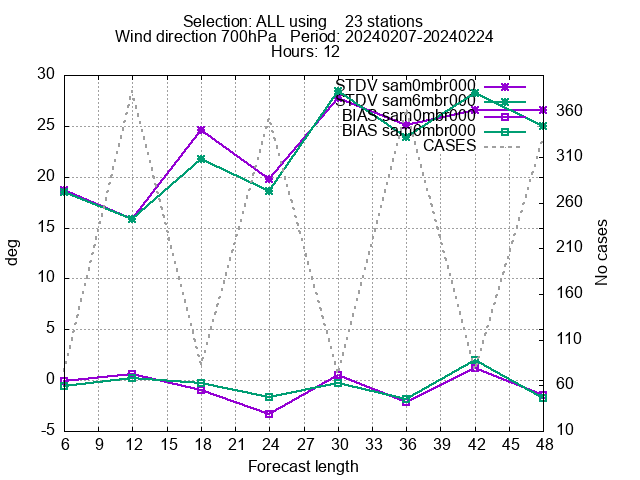 Selection: ALL using    23 stations
Wind direction 700hPa   Period: 20240207-20240224
Hours: 12
30
25
20
15
10
5
0
-5
deg
STDV sam0mbr000
STDV sam6mbr000
BIAS sam0mbr000
BIAS sam6mbr000
CASES
360
310
260
210
160
110
60
10
No cases
6 9 12 15 18 21 24 27 30 33 36 39 42 45 48
Forecast length